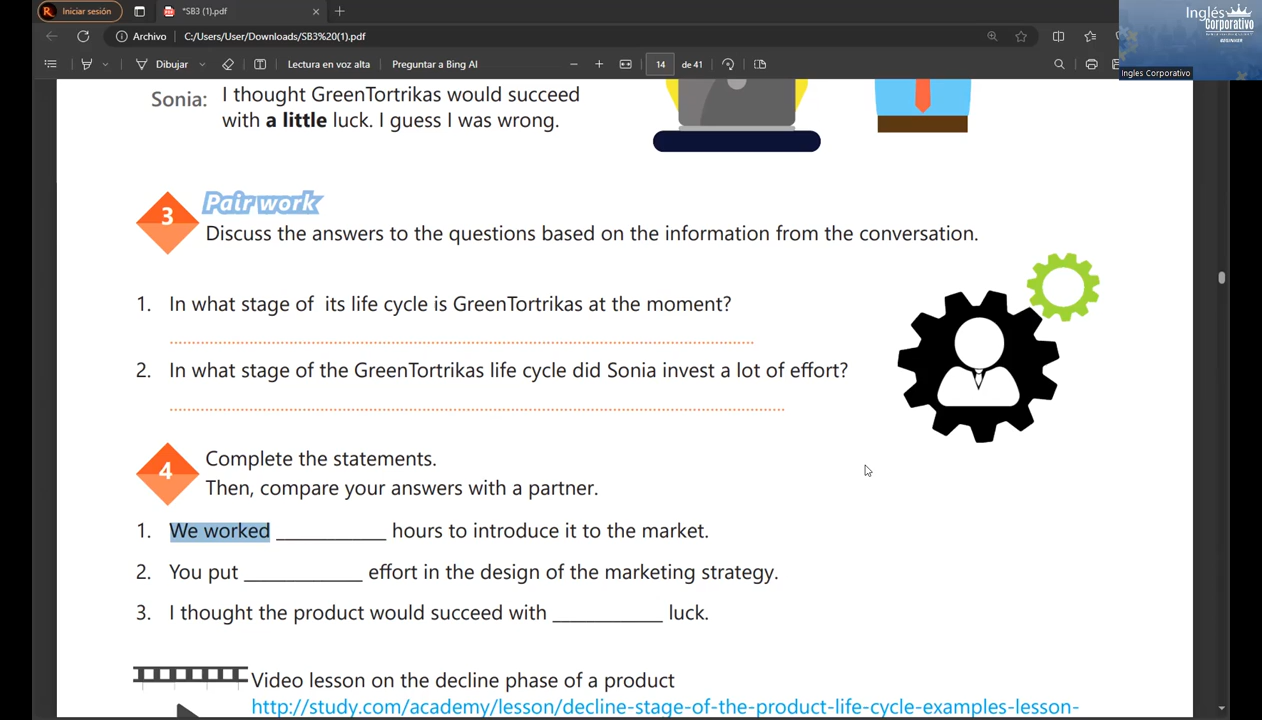 Iniciar sesión
*SB3 (1).pdf
Archivo
C:/Users/User/Downloads/SB3%20(1).pdf
Dibujar
Lectura en voz alta
Preguntar a Bing AI
14
de 41
Inglés
Corporativo
BEGINNER
Ingles Corporativo
Sonia: I thought GreenTortrikas would succeed
with a little luck. I guess I was wrong.
3
Pair work
Discuss the answers to the questions based on the information from the conversation.
1. In what stage of its life cycle is GreenTortrikas at the moment?
2. In what stage of the GreenTortrikas life cycle did Sonia invest a lot of effort?
4
Complete the statements.
Then, compare your answers with a partner.
1. We worked ___________ hours to introduce it to the market.
2. You put ____________ effort in the design of the marketing strategy.
3. I thought the product would succeed with ___________ luck.
Video lesson on the decline phase of a product
http://study.com/academy/lesson/decline-stage-of-the-product-life-cycle-examples-lesson-